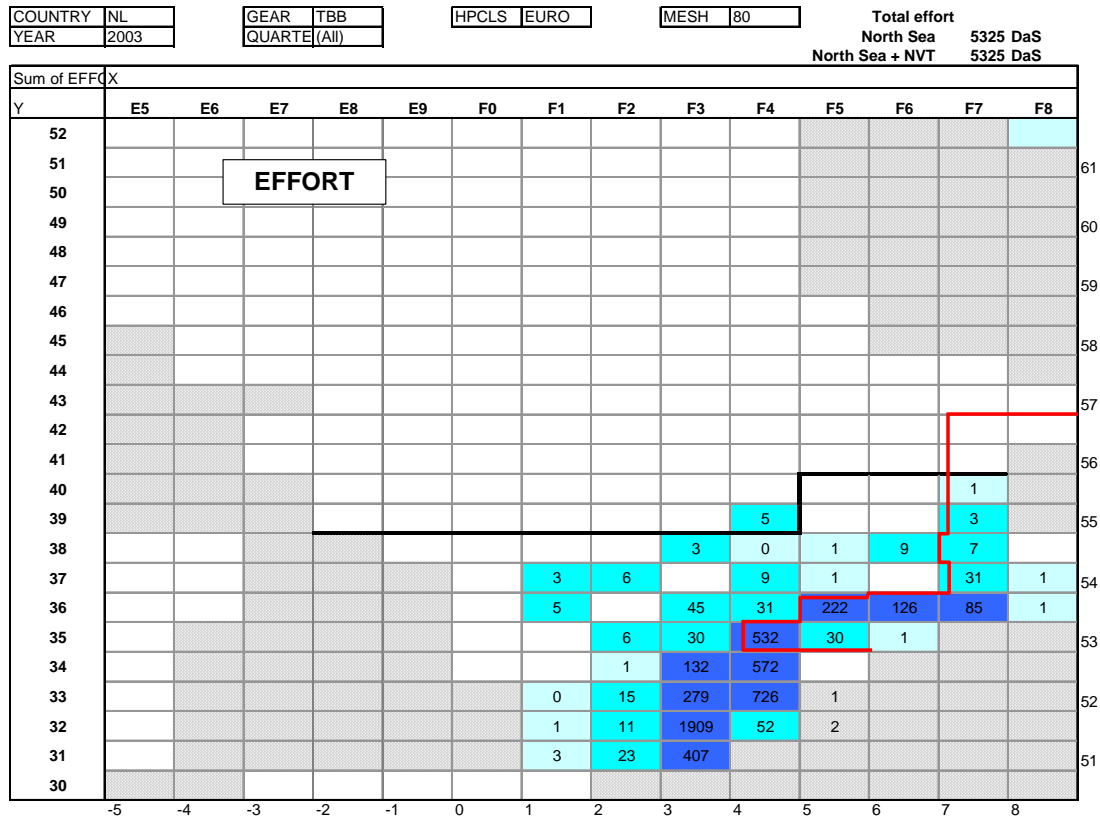 COUNTRY NL GEAR TBB HPCLS EURO MESH 80 Total effort
YEAR 2003 QUARTE (All) North Sea 5325 DaS
North Sea + NVT 5325 DaS
Sum of EFFO X
Y E5 E6 E7 E8 E9 F0 F1 F2 F3 F4 F5 F6 F7 F8
52
51 61
EFFORT
50
49 60
48
47 59
46
45 58
44
43 57
42
41 56
40 1
39 5 3 55
38 3 0 1 9 7
37 3 6 9 1 31 1 54
36 5 45 31 222 126 85 1
35 6 30 532 30 1 53
34 1 132 572
33 0 15 279 726 1 52
32 1 11 1909 52 2
31 3 23 407 51
30
-5 -4 -3 -2 -1 0 1 2 3 4 5 6 7 8